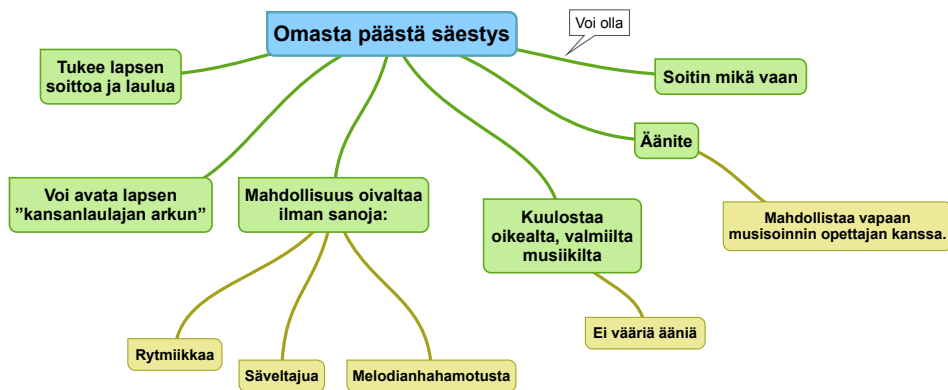 Omasta päästä säestys
Voi olla
Tukee lapsen
soittoa ja laulua
Soitin mikä vaan
Äänite
Voi avata lapsen
”kansanlaulajan arkun”
Mahdollisuus oivaltaa
ilman sanoja:
Kuulostaa
oikealta, valmiilta
musiikilta
Mahdollistaa vapaan
musisoinnin opettajan kanssa.
Ei vääriä ääniä
Rytmiikkaa
Säveltajua
Melodianhahamotusta